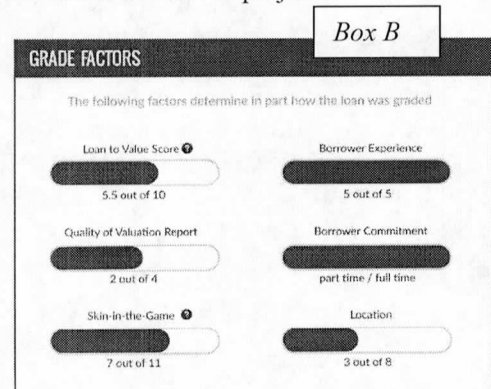 Box B
GRADE FACTORS
The following factors determine in part how the loan was graded
Loan to Value Score ?
Borrower Experience
5.5 out of 10
5 out of 5
Quality of Valuation Report
Borrower Commitment
2 out of 4
part time / full time
Skin-in-the-Game ?
Location
7 out of 11
3 out of 8